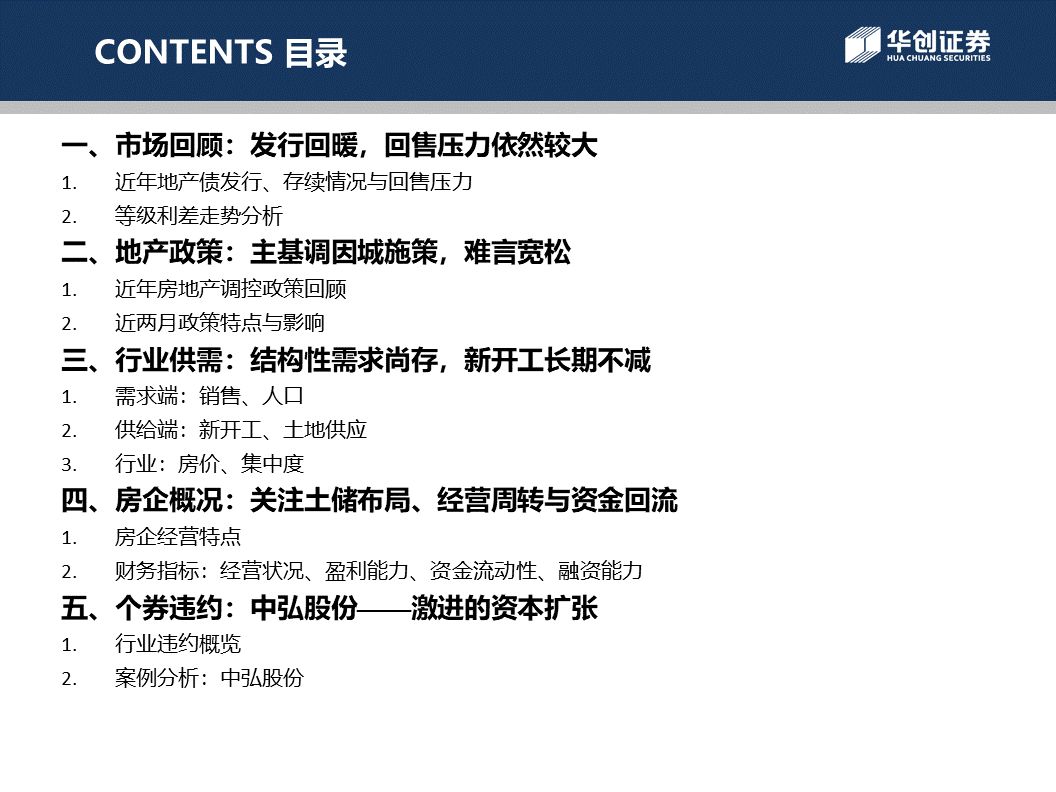 CONTENTS 目录
华创证券
HUA CHUANG SECURITIES
一、市场回顾：发行回暖，回售压力依然较大
1. 近年地产债发行、存续情况与回售压力
2. 等级利差走势分析
二、地产政策：主基调因城施策，难言宽松
1. 近年房地产调控政策回顾
2. 近两月政策特点与影响
三、行业供需：结构性需求尚存，新开工长期不减
1. 需求端：销售、人口
2. 供给端：新开工、土地供应
3. 行业：房价、集中度
四、房企概况：关注土储布局、经营周转与资金回流
1. 房企经营特点
2. 财务指标：经营状况、盈利能力、资金流动性、融资能力
五、个券违约：中弘股份——激进的资本扩张
1. 行业违约概览
2. 案例分析：中弘股份